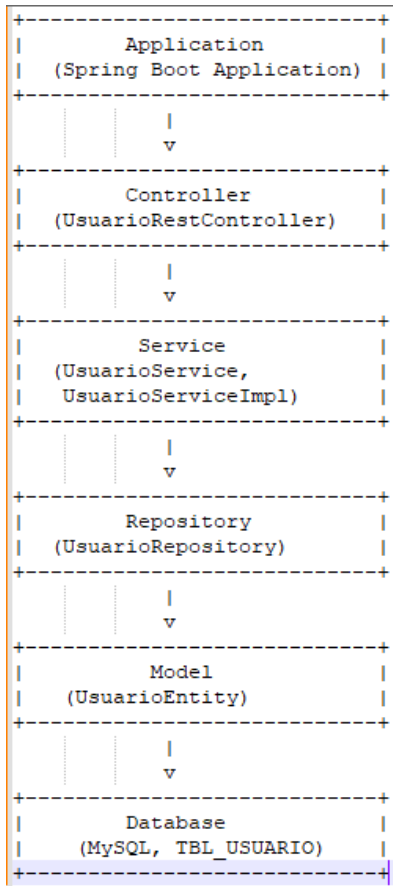 +----------------------------+
|        Application         |
|  (Spring Boot Application) |
+----------------------------+
            |
            v
+----------------------------+
|        Controller          |
|  (UsuarioRestController)   |
+----------------------------+
            |
            v
+----------------------------+
|         Service            |
|  (UsuarioService,          |
|   UsuarioServiceImpl)      |
+----------------------------+
            |
            v
+----------------------------+
|        Repository          |
|  (UsuarioRepository)       |
+----------------------------+
            |
            v
+----------------------------+
|          Model             |
|   (UsuarioEntity)          |
+----------------------------+
            |
            v
+----------------------------+
|        Database            |
|    (MySQL, TBL_USUARIO)    |
+----------------------------+